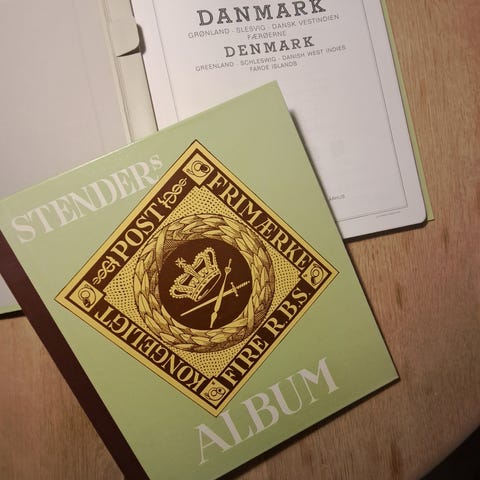 DANMARK
GRØNLAND · SLESVIG · DANSK VESTINDIEN
FÆRØERNE
DENMARK
GREENLAND · SCHLESWIG · DANISH WEST INDIES
FAROE ISLANDS
STENDERs
KONGELIGT
POST
FRIMÆRKE
FIRE R.B.S.
ALBUM